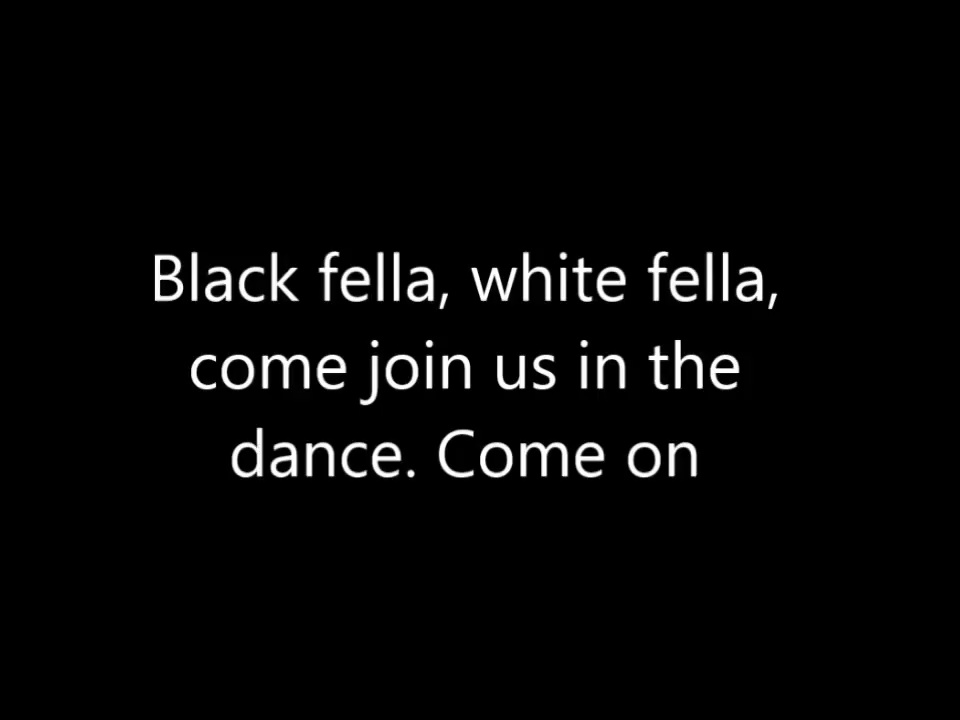 Black fella, white fella,
come join us in the
dance. Come on